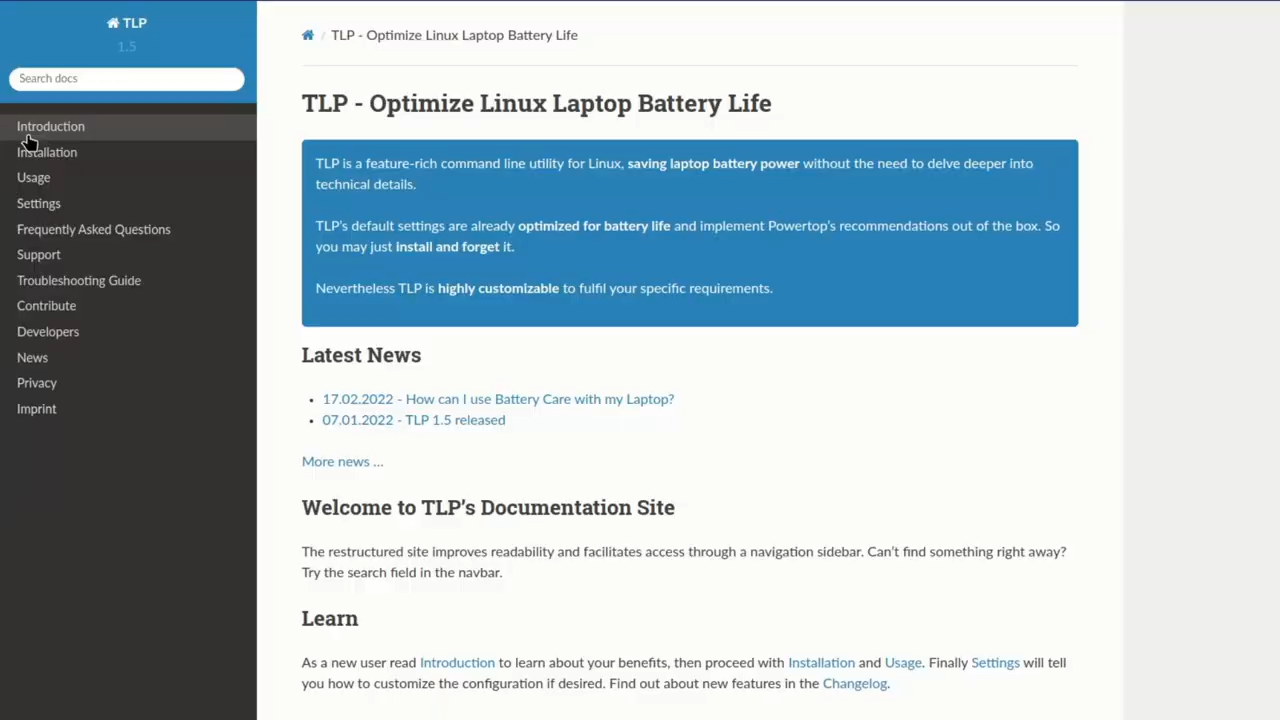 TLP
1.5
Search docs
Introduction
Installation
Usage
Settings
Frequently Asked Questions
Support
Troubleshooting Guide
Contribute
Developers
News
Privacy
Imprint
/ TLP - Optimize Linux Laptop Battery Life
TLP - Optimize Linux Laptop Battery Life
TLP is a feature-rich command line utility for Linux, saving laptop battery power without the need to delve deeper into
technical details.
TLP’s default settings are already optimized for battery life and implement Powertop’s recommendations out of the box. So
you may just install and forget it.
Nevertheless TLP is highly customizable to fulfil your specific requirements.
Latest News
• 17.02.2022 - How can I use Battery Care with my Laptop?
• 07.01.2022 - TLP 1.5 released
More news ...
Welcome to TLP’s Documentation Site
The restructured site improves readability and facilitates access through a navigation sidebar. Can’t find something right away?
Try the search field in the navbar.
Learn
As a new user read Introduction to learn about your benefits, then proceed with Installation and Usage. Finally Settings will tell
you how to customize the configuration if desired. Find out about new features in the Changelog.